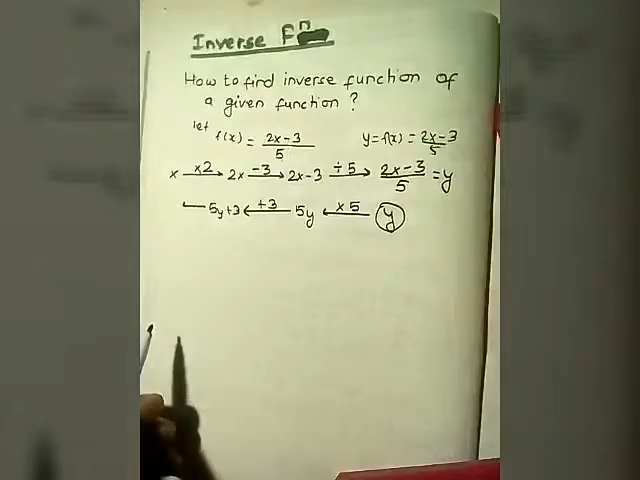 Inverse Fⁿ
How to find inverse function of
a given function ?
let f(x) = (2x-3)/5 y = f(x) = (2x-3)/5
x —×2→ 2x —-3→ 2x-3 —÷5→ (2x-3)/5 = y
← 5y+3 ←+3— 5y ←×5— y